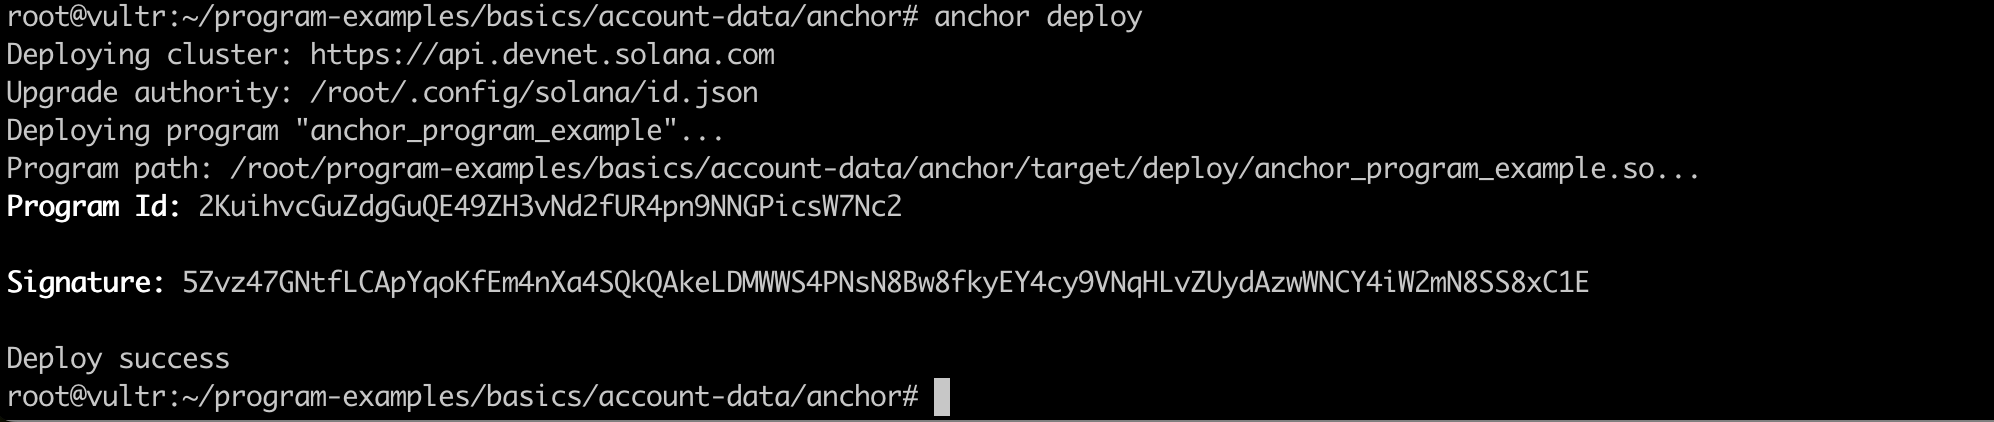 root@vultr:~/program-examples/basics/account-data/anchor# anchor deploy
Deploying cluster: https://api.devnet.solana.com
Upgrade authority: /root/.config/solana/id.json
Deploying program "anchor_program_example"...
Program path: /root/program-examples/basics/account-data/anchor/target/deploy/anchor_program_example.so...
Program Id: 2KuihvcGuZdgGuQE49ZH3vNd2fUR4pn9NNGPicsW7Nc2
Signature: 5Zvz47GNtfLCApYqoKfEm4nXa4SQkQAkeLDMWWS4PNsN8Bw8fkyEY4cy9VNqHLvZUydAzwWNCY4iW2mN8SS8xC1E
Deploy success
root@vultr:~/program-examples/basics/account-data/anchor#